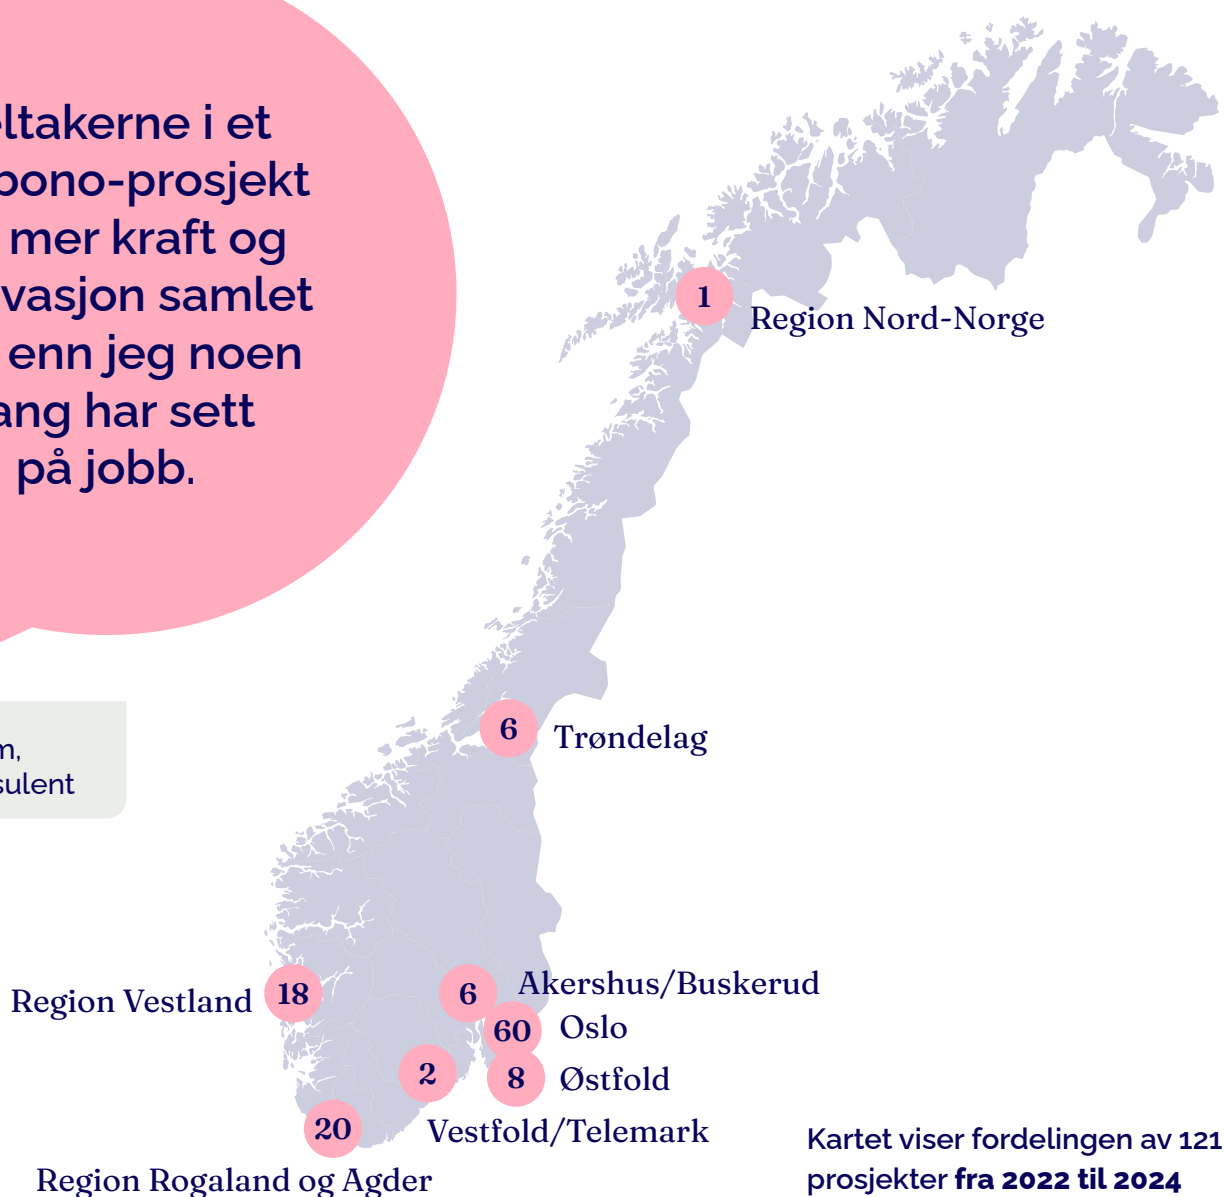 eltakerne i et
bono-prosjekt
mer kraft og
vasjon samlet
enn jeg noen
ang har sett
på jobb.
m,
sulent
1
Region Nord-Norge
6
Trøndelag
Region Vestland
18
6
Akershus/Buskerud
60
Oslo
2
8
Østfold
Vestfold/Telemark
20
Region Rogaland og Agder
Kartet viser fordelingen av 121
prosjekter fra 2022 til 2024